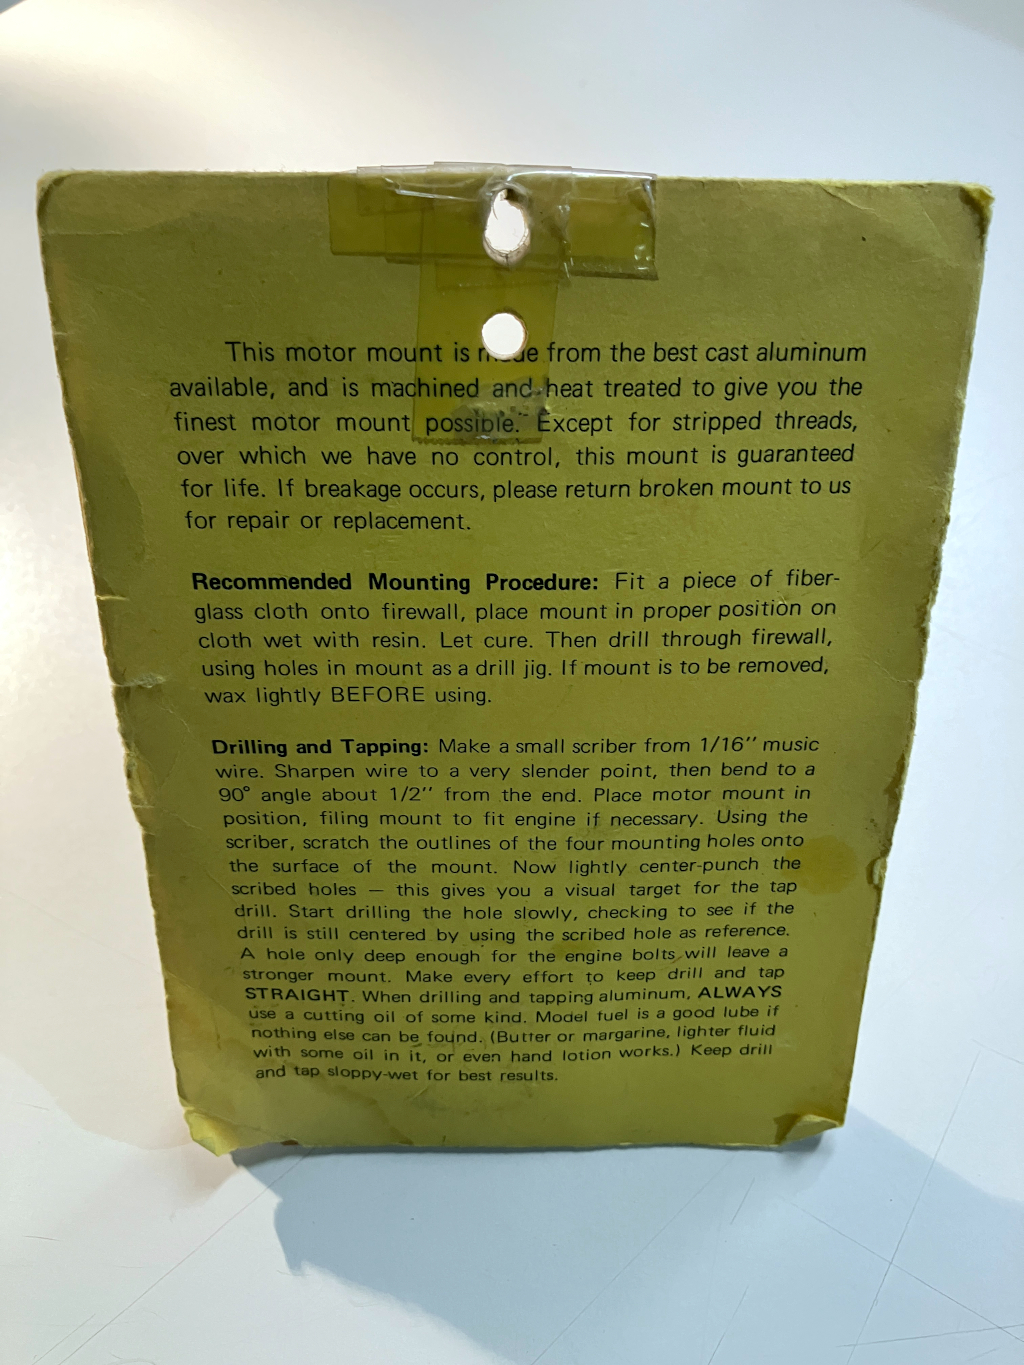 This motor mount is made from the best cast aluminum
available, and is machined and heat treated to give you the
finest motor mount possible. Except for stripped threads,
over which we have no control, this mount is guaranteed
for life. If breakage occurs, please return broken mount to us
for repair or replacement.
Recommended Mounting Procedure: Fit a piece of fiber-
glass cloth onto firewall, place mount in proper position on
cloth wet with resin. Let cure. Then drill through firewall,
using holes in mount as a drill jig. If mount is to be removed,
wax lightly BEFORE using.
Drilling and Tapping: Make a small scriber from 1/16" music
wire. Sharpen wire to a very slender point, then bend to a
90° angle about 1/2" from the end. Place motor mount in
position, filing mount to fit engine if necessary. Using the
scriber, scratch the outlines of the four mounting holes onto
the surface of the mount. Now lightly center-punch the
scribed holes — this gives you a visual target for the tap
drill. Start drilling the hole slowly, checking to see if the
drill is still centered by using the scribed hole as reference.
A hole only deep enough for the engine bolts will leave a
stronger mount. Make every effort to keep drill and tap
STRAIGHT. When drilling and tapping aluminum, ALWAYS
use a cutting oil of some kind. Model fuel is a good lube if
nothing else can be found. (Butter or margarine, lighter fluid
with some oil in it, or even hand lotion works.) Keep drill
and tap sloppy-wet for best results.